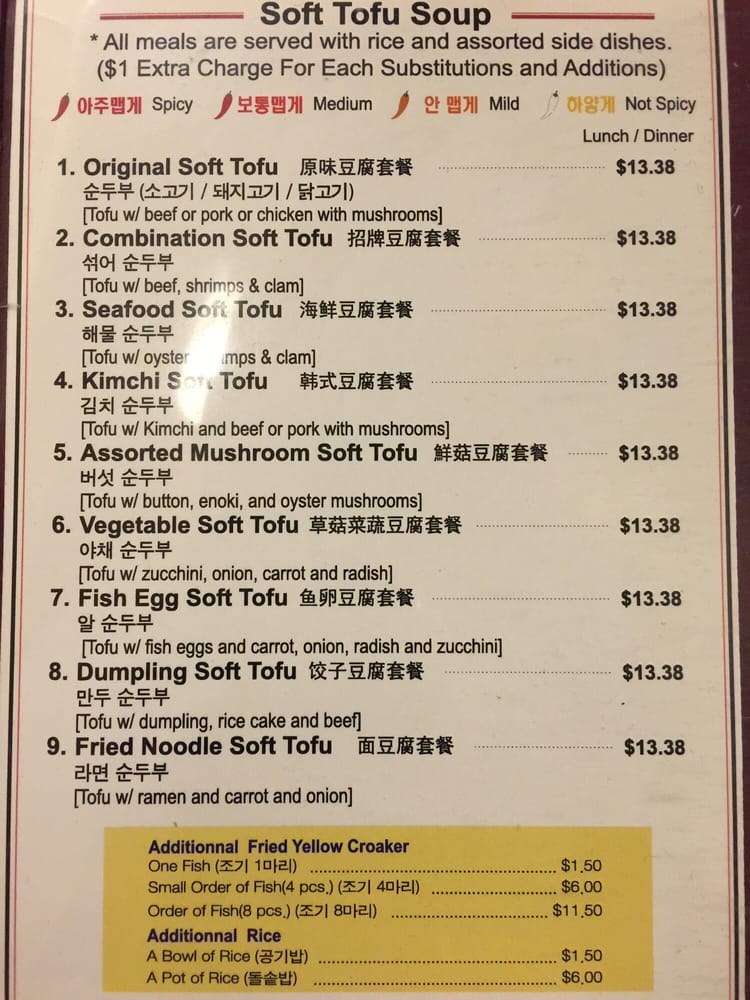 Soft Tofu Soup
* All meals are served with rice and assorted side dishes.
($1 Extra Charge For Each Substitutions and Additions)
아주맵게 Spicy 보통맵게 Medium 안 맵게 Mild 하얗게 Not Spicy
Lunch / Dinner
1. Original Soft Tofu 原味豆腐套餐 $13.38
순두부 (소고기 / 돼지고기 / 닭고기)
[Tofu w/ beef or pork or chicken with mushrooms]
2. Combination Soft Tofu 招牌豆腐套餐 $13.38
섞어 순두부
[Tofu w/ beef, shrimps & clam]
3. Seafood Soft Tofu 海鲜豆腐套餐 $13.38
해물 순두부
[Tofu w/ oyster & clam]
4. Kimchi Soft Tofu 韩式豆腐套餐 $13.38
김치 순두부
[Tofu w/ Kimchi and beef or pork with mushrooms]
5. Assorted Mushroom Soft Tofu 鮮菇豆腐套餐 $13.38
버섯 순두부
[Tofu w/ button, enoki, and oyster mushrooms]
6. Vegetable Soft Tofu 草菇菜蔬豆腐套餐 $13.38
야채 순두부
[Tofu w/ zucchini, onion, carrot and radish]
7. Fish Egg Soft Tofu 鱼卵豆腐套餐 $13.38
알 순두부
[Tofu w/ fish eggs and carrot, onion, radish and zucchini]
8. Dumpling Soft Tofu 饺子豆腐套餐 $13.38
만두 순두부
[Tofu w/ dumpling, rice cake and beef]
9. Fried Noodle Soft Tofu 面豆腐套餐 $13.38
라면 순두부
[Tofu w/ ramen and carrot and onion]
Additionnal Fried Yellow Croaker
One Fish (조기 1마리) $1.50
Small Order of Fish(4 pcs.) (조기 4마리) $6.00
Order of Fish(8 pcs.) (조기 8마리) $11.50
Additionnal Rice
A Bowl of Rice (공기밥) $1.50
A Pot of Rice (돌솥밥) $6.00